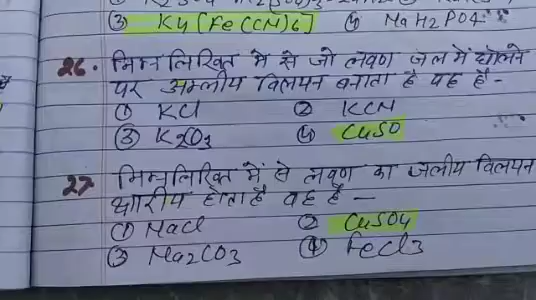 ③ K4[Fe(CN)6] ④ NaH2PO4
26. निम्नलिखित में से जो लवण जल में घोलने
पर अम्लीय विलयन बनाता है वह है -
① KCl ② KCN
③ K2CO3 ④ CuSO
27 निम्नलिखित में से लवण का जलीय विलयन
क्षारीय होता है वह है -
① Nacl ② CuSO4
③ Na2CO3 ④ Fecl3